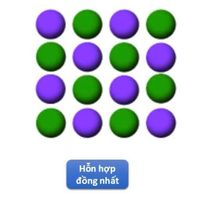 Hỗn hợp
đồng nhất